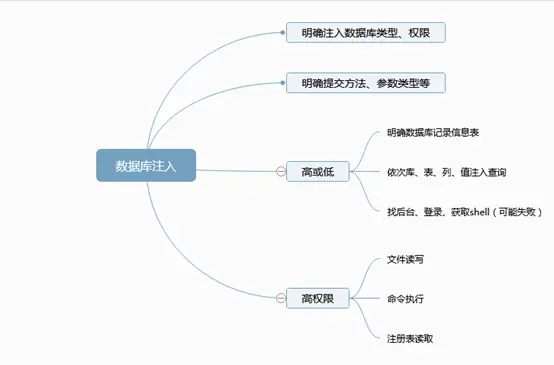 明确注入数据库类型、权限
明确提交方法、参数类型等
数据库注入
高或低
明确数据库记录信息表
依次库、表、列、值注入查询
找后台、登录、获取shell（可能失败）
高权限
文件读写
命令执行
注册表读取